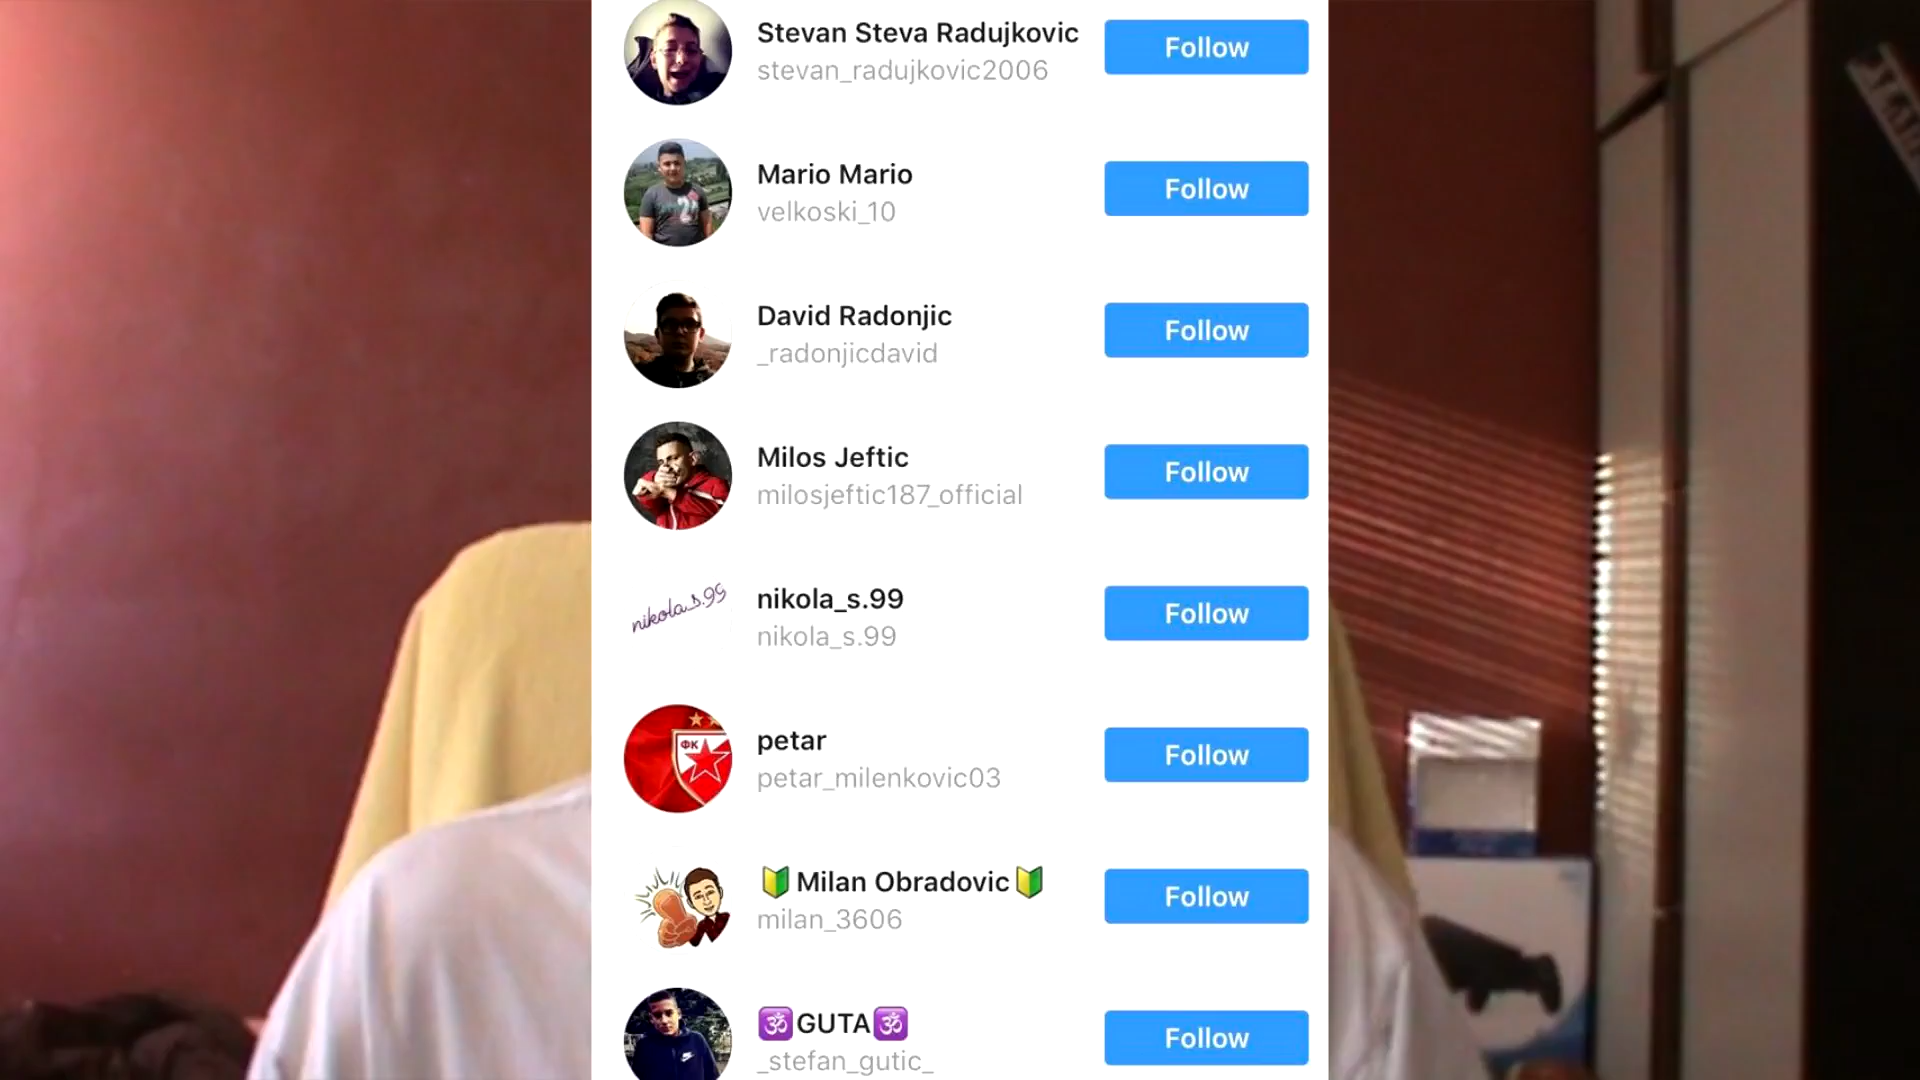 Stevan Steva Radujkovic
stevan_radujkovic2006
Follow
Mario Mario
velkoski_10
Follow
David Radonjic
_radonjicdavid
Follow
Milos Jeftic
milosjeftic187_official
Follow
nikola_s.99
nikola_s.99
nikola_s.99
Follow
ФК
petar
petar_milenkovic03
Follow
🔰Milan Obradovic🔰
milan_3606
Follow
🕉GUTA🕉
_stefan_gutic_
Follow